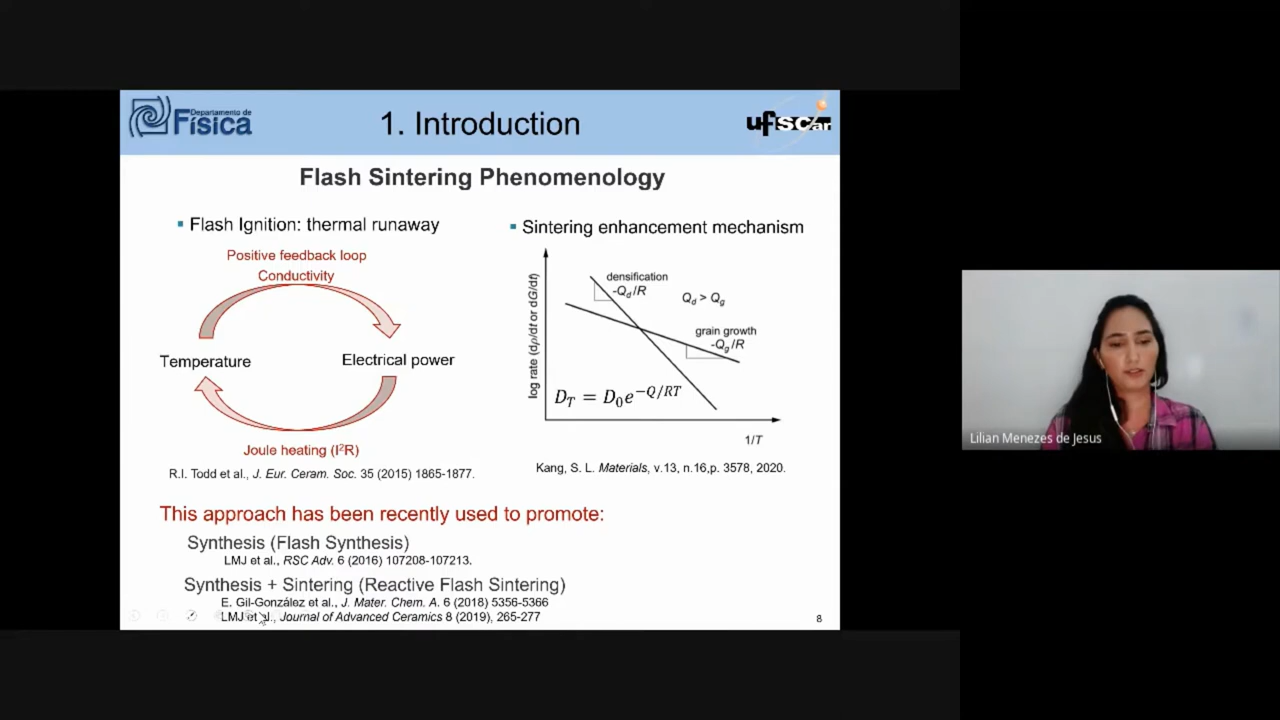 Departamento de
Física
1. Introduction
ufscar
Flash Sintering Phenomenology
▪ Flash Ignition: thermal runaway
Positive feedback loop
Conductivity
Temperature
Electrical power
Joule heating (I²R)
R.I. Todd et al., J. Eur. Ceram. Soc. 35 (2015) 1865-1877.
▪ Sintering enhancement mechanism
log rate (dρ/dt or dG/dt)
densification
-Q_d/R
Q_d > Q_g
grain growth
-Q_g/R
D_T = D_0e^{-Q/RT}
1/T
Kang, S. L. Materials, v.13, n.16,p. 3578, 2020.
This approach has been recently used to promote:
Synthesis (Flash Synthesis)
LMJ et al., RSC Adv. 6 (2016) 107208-107213.
Synthesis + Sintering (Reactive Flash Sintering)
E. Gil-González et al., J. Mater. Chem. A. 6 (2018) 5356-5366
LMJ et al., Journal of Advanced Ceramics 8 (2019), 265-277
8
Lilian Menezes de Jesus